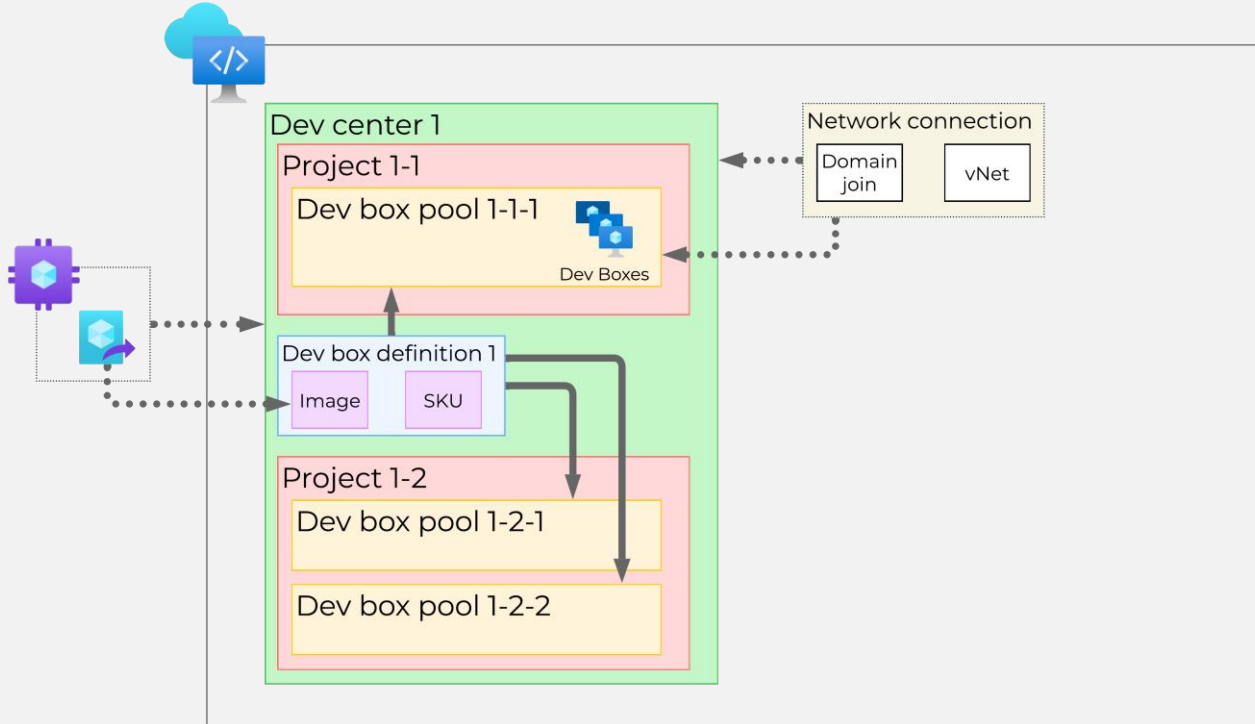 Dev center 1
Project 1-1
Dev box pool 1-1-1
Dev Boxes
Network connection
Domain
join
vNet
Dev box definition 1
Image
SKU
Project 1-2
Dev box pool 1-2-1
Dev box pool 1-2-2